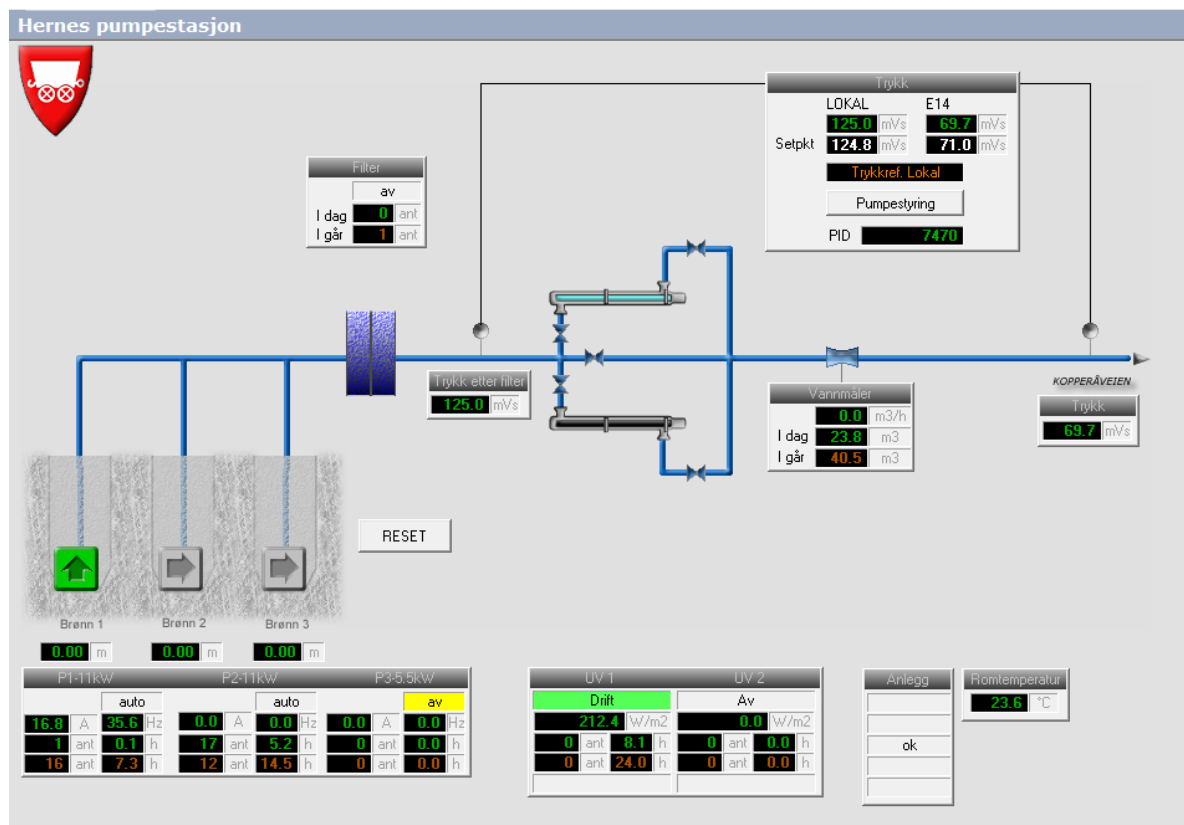 Hernes pumpestasjon
Trykk
LOKAL E14
125.0 mVs 69.7 mVs
Setpkt 124.8 mVs 71.0 mVs
Trykkref. Lokal
Pumpestyring
PID 7470
Filter
av
I dag 0 ant
I går 1 ant
Trykk etter filter
125.0 mVs
Vannmåler
0.0 m3/h
I dag 23.8 m3
I går 40.5 m3
KOPPERÅVEIEN
Trykk
69.7 mVs
RESET
Brønn 1 Brønn 2 Brønn 3
0.00 m 0.00 m 0.00 m
P1-11kW P2-11kW P3-5.5kW
auto auto av
16.8 A 35.6 Hz 0.0 A 0.0 Hz 0.0 A 0.0 Hz
1 ant 0.1 h 17 ant 5.2 h 0 ant 0.0 h
16 ant 7.3 h 12 ant 14.5 h 0 ant 0.0 h
UV 1 UV 2
Drift Av
212.4 W/m2 0.0 W/m2
0 ant 8.1 h 0 ant 0.0 h
0 ant 24.0 h 0 ant 0.0 h
Anlegg
ok
Romtemperatur
23.6 °C